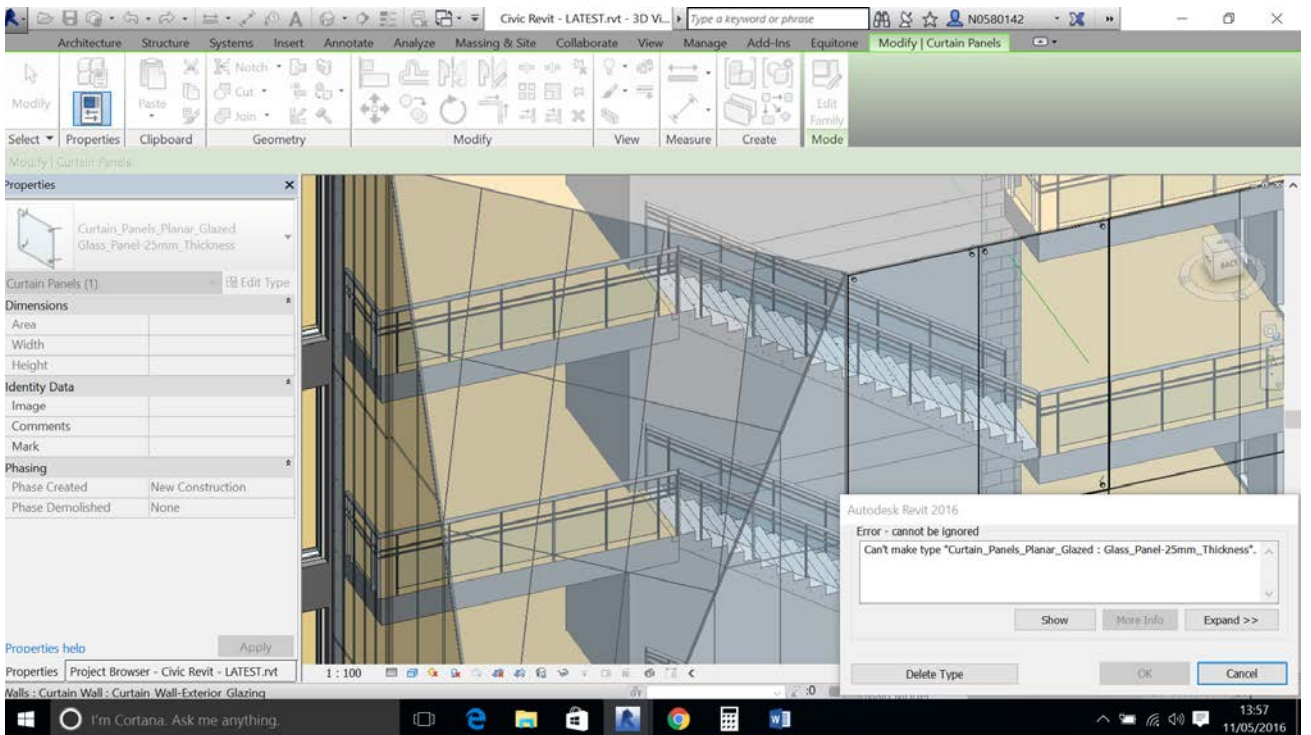 Civic Revit - LATEST.rvt - 3D Vi...
Type a keyword or phrase
N0580142
Architecture Structure Systems Insert Annotate Analyze Massing & Site Collaborate View Manage Add-Ins Equitone Modify | Curtain Panels
Notch
Cut
Join
Modify
Paste
Edit
Family
Select Properties Clipboard Geometry Modify View Measure Create Mode
Modify | Curtain Panels
Properties
Curtain_Panels_Planar_Glazed
Glass_Panel-25mm_Thickness
Curtain Panels (1)
Edit Type
Dimensions
Area
Width
Height
Identity Data
Image
Comments
Mark
Phasing
Phase Created New Construction
Phase Demolished None
BACK
Properties help
Apply
Properties Project Browser - Civic Revit - LATEST.rvt
1 : 100
Walls : Curtain Wall : Curtain Wall-Exterior Glazing
:0
Main Model
Autodesk Revit 2016
Error - cannot be ignored
Can't make type "Curtain_Panels_Planar_Glazed : Glass_Panel-25mm_Thickness".
Show More Info Expand >>
Delete Type OK Cancel
I'm Cortana. Ask me anything.
13:57
11/05/2016